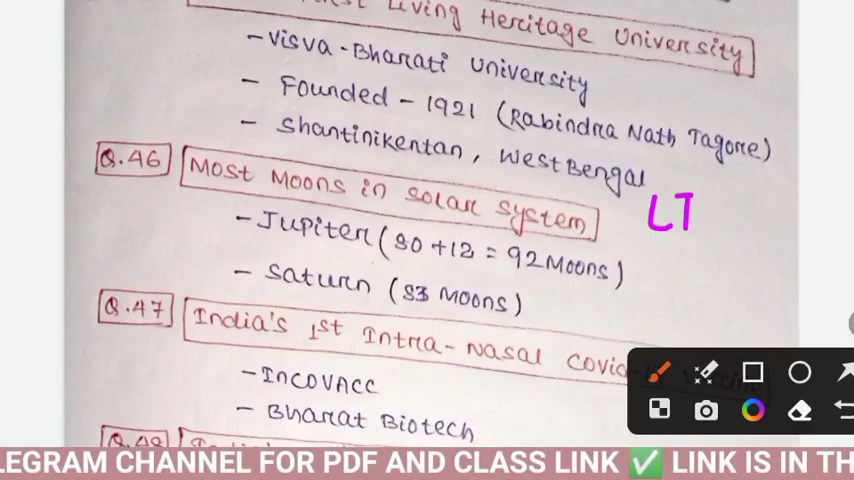 Living Heritage University
- Visva-Bharati University
- Founded - 1921 (Rabindra Nath Tagore)
- Shantinikentan, West Bengal
Q.46 Most Moons in Solar System
LT
- Jupiter (80 + 12 = 92 Moons)
- Saturn (83 Moons)
Q.47 India's 1st Intra-Nasal Covid
- INCOVACC
- Bharat Biotech
Q.48
LEGRAM CHANNEL FOR PDF AND CLASS LINK ✅ LINK IS IN TH